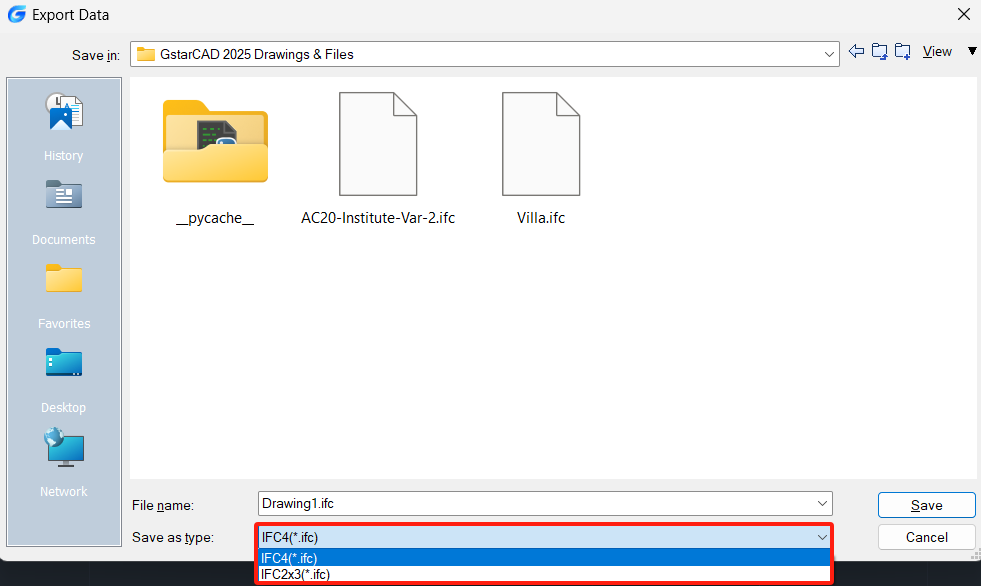 Export Data
Save in: GstarCAD 2025 Drawings & Files View
History
Documents
Favorites
Desktop
Network
__pycache__ AC20-Institute-Var-2.ifc Villa.ifc
File name: Drawing1.ifc Save
Save as type: IFC4(*.ifc) Cancel
IFC4(*.ifc)
IFC2x3(*.ifc)